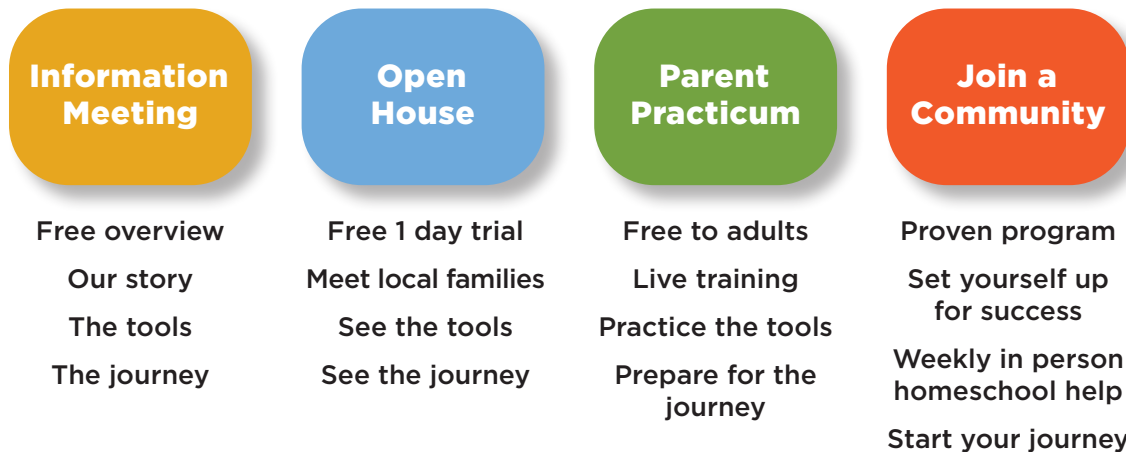 Information
Meeting
Free overview
Our story
The tools
The journey
Open
House
Free 1 day trial
Meet local families
See the tools
See the journey
Parent
Practicum
Free to adults
Live training
Practice the tools
Prepare for the
journey
Join a
Community
Proven program
Set yourself up
for success
Weekly in person
homeschool help
Start your journey